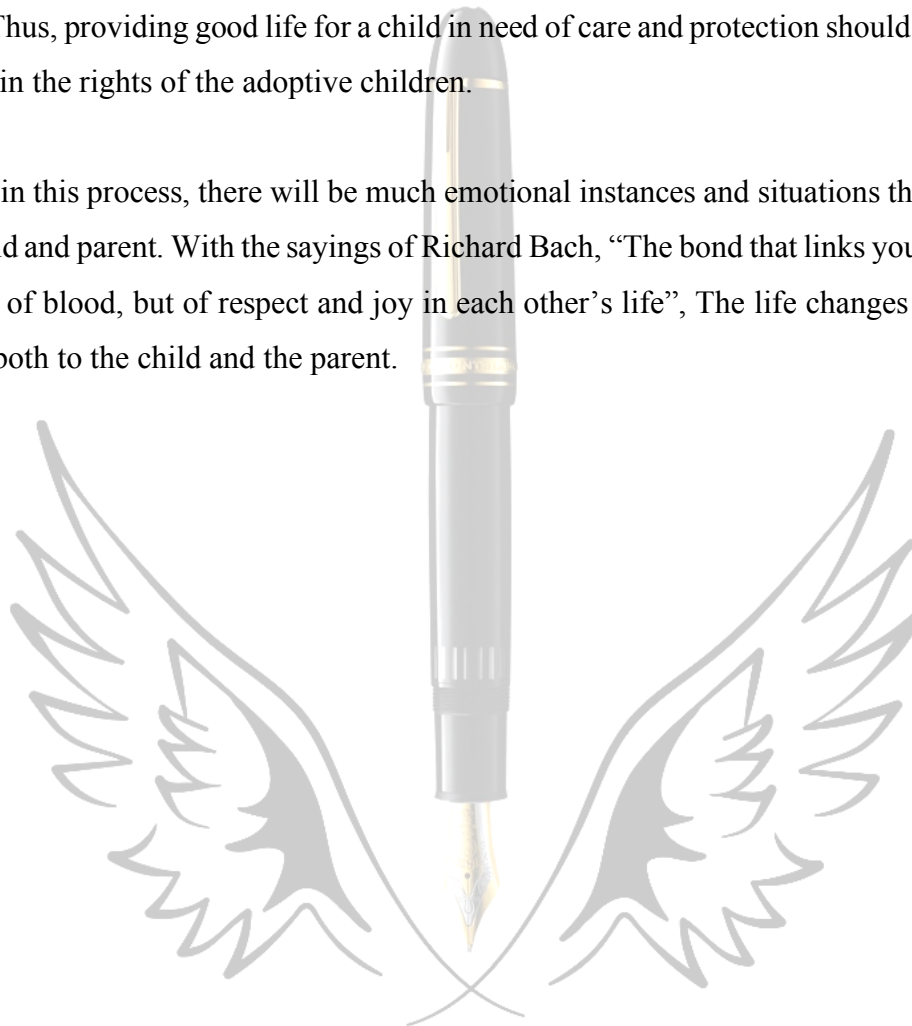 Thus, providing good life for a child in need of care and protection should
in the rights of the adoptive children.
in this process, there will be much emotional instances and situations th
d and parent. With the sayings of Richard Bach, “The bond that links you
of blood, but of respect and joy in each other’s life”, The life changes
both to the child and the parent.